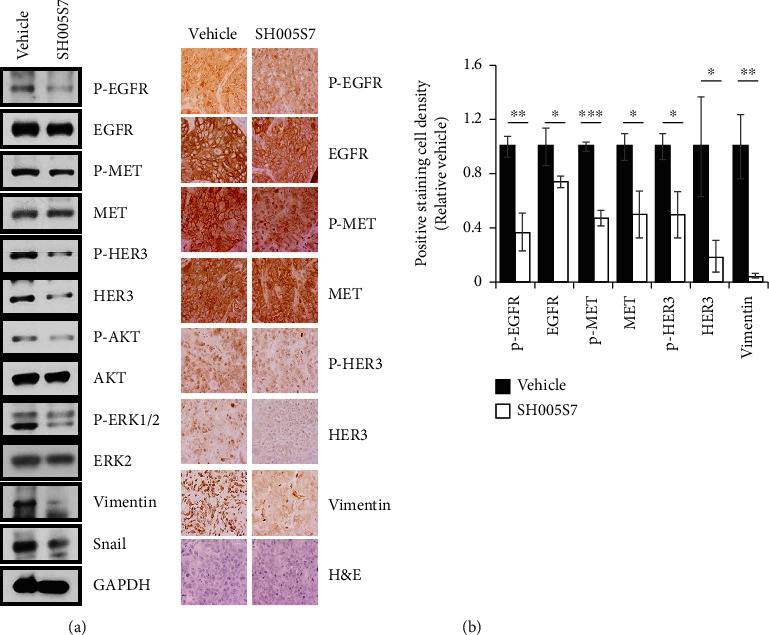 Vehicle
SH005S7
P-EGFR
EGFR
P-MET
MET
P-HER3
HER3
P-AKT
AKT
P-ERK1/2
ERK2
Vimentin
Snail
GAPDH
(a)
Vehicle SH005S7
P-EGFR
EGFR
P-MET
MET
P-HER3
HER3
Vimentin
H&E
Positive staining cell density
(Relative vehicle)
1.6
1.2
0.8
0.4
0
** * *** * * * **
p-EGFR
EGFR
p-MET
MET
p-HER3
HER3
Vimentin
Vehicle
SH005S7
(b)